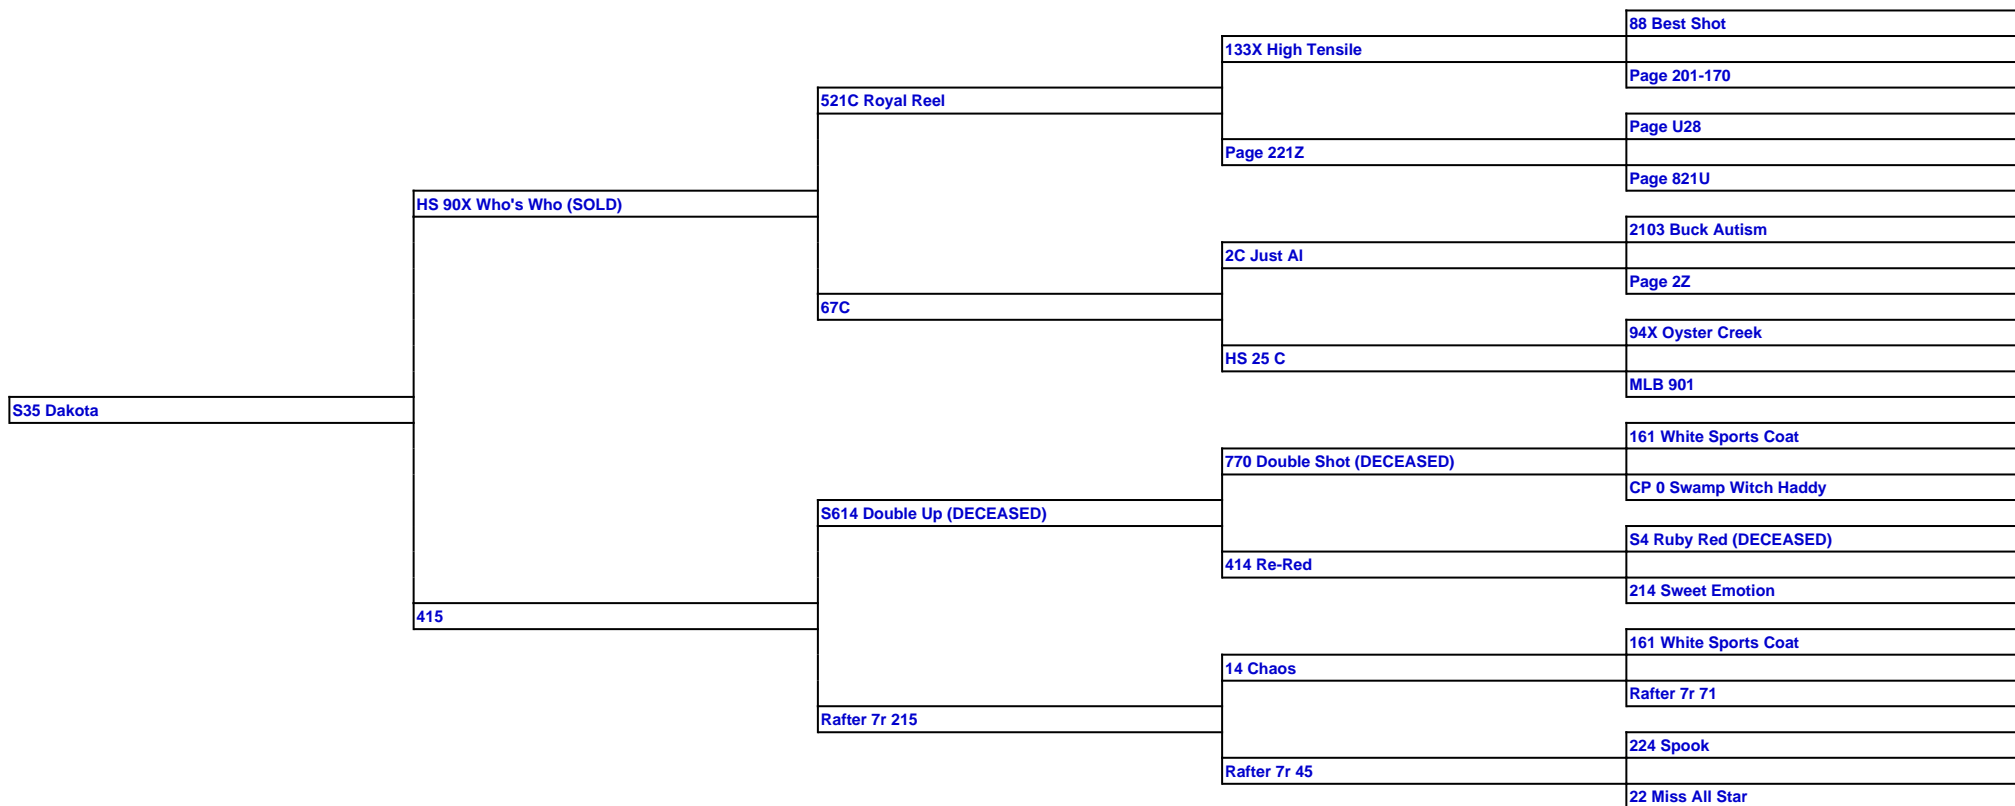 88 Best Shot
133X High Tensile
Page 201-170
521C Royal Reel
Page U28
Page 221Z
Page 821U
HS 90X Who's Who (SOLD)
2103 Buck Autism
2C Just AI
Page 2Z
67C
94X Oyster Creek
HS 25 C
MLB 901
S35 Dakota
161 White Sports Coat
770 Double Shot (DECEASED)
CP 0 Swamp Witch Haddy
S614 Double Up (DECEASED)
S4 Ruby Red (DECEASED)
414 Re-Red
214 Sweet Emotion
415
161 White Sports Coat
14 Chaos
Rafter 7r 71
Rafter 7r 215
224 Spook
Rafter 7r 45
22 Miss All Star